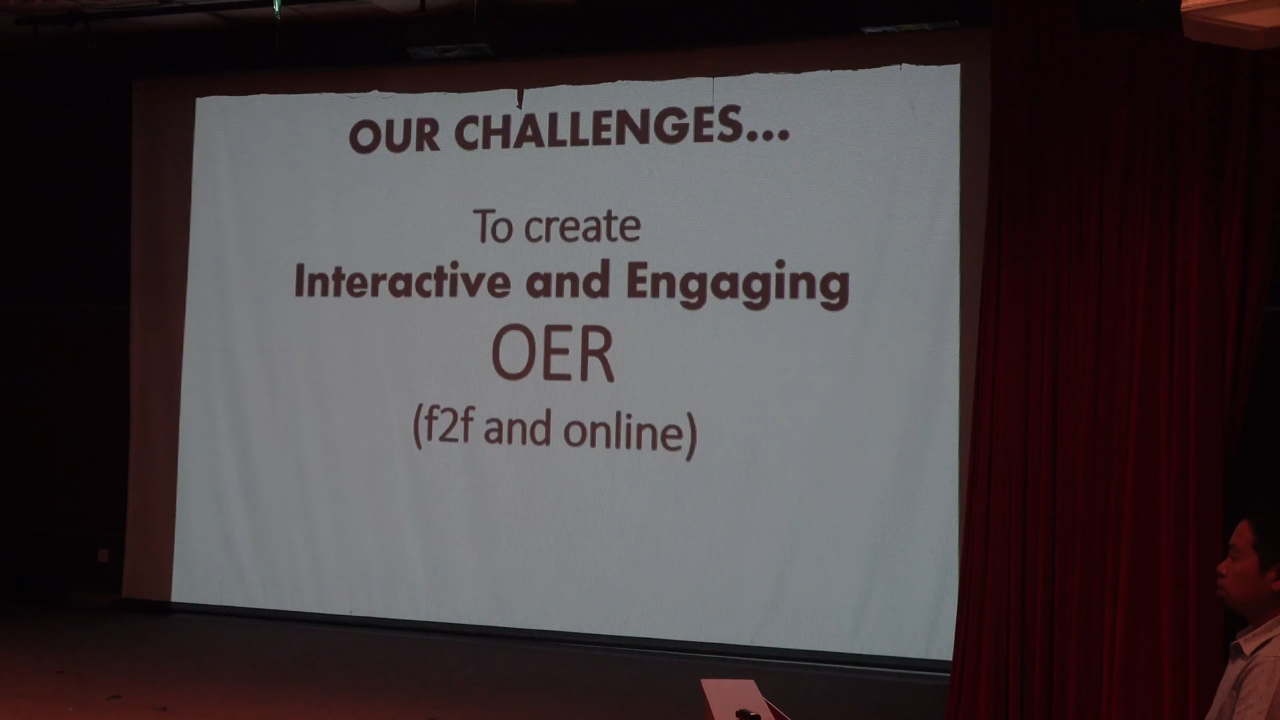 OUR CHALLENGES...
To create
Interactive and Engaging
OER
(f2f and online)